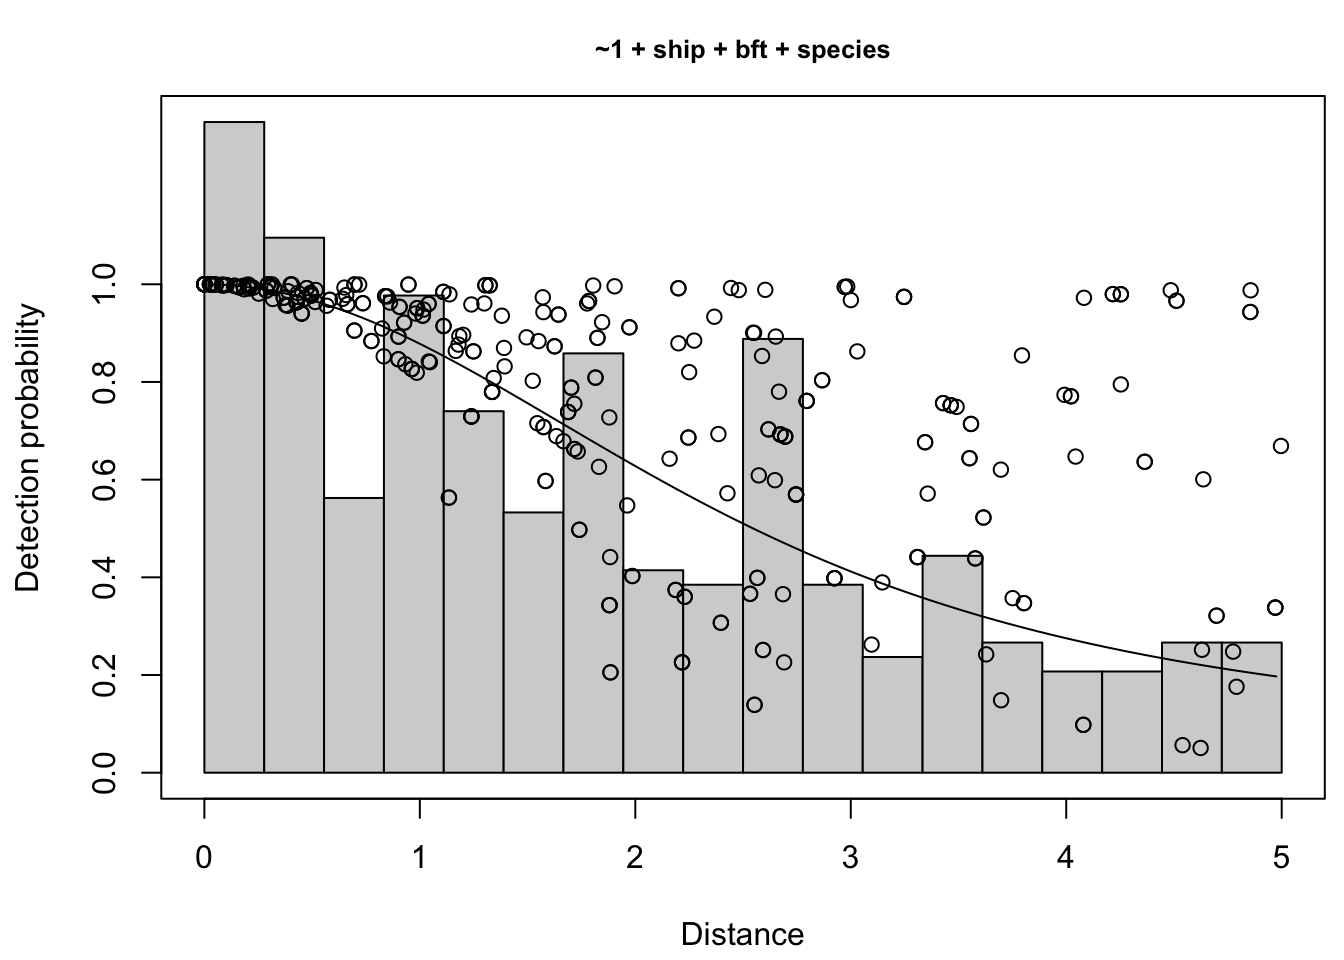 ~1 + ship + bft + species
Detection probability
1.0
0.8
0.6
0.4
0.2
0.0
0 1 2 3 4 5
Distance